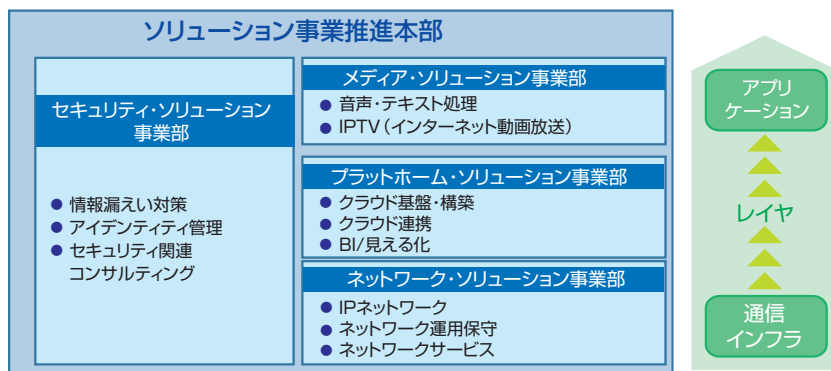 ソリューション事業推進本部
セキュリティ・ソリューション
事業部
● 情報漏えい対策
● アイデンティティ管理
● セキュリティ関連
コンサルティング
メディア・ソリューション事業部
● 音声・テキスト処理
● IPTV(インターネット動画放送)
プラットホーム・ソリューション事業部
● クラウド基盤・構築
● クラウド連携
● BI/見える化
ネットワーク・ソリューション事業部
● IPネットワーク
● ネットワーク運用保守
● ネットワークサービス
アプリ
ケーション
レイヤ
通信
インフラ